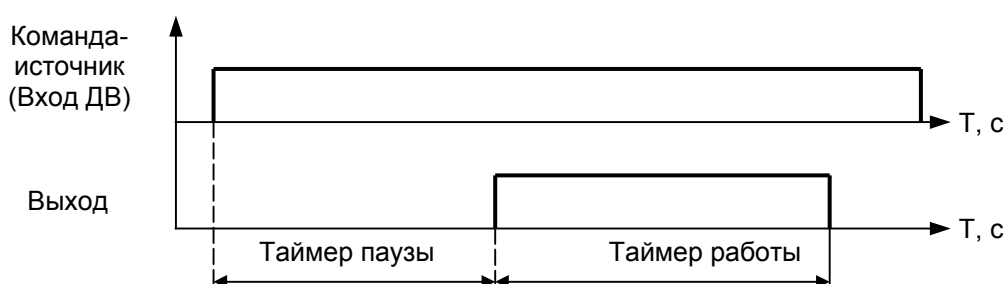 Команда-
источник
(Вход ДВ)
Т, с
Выход
Т, с
Таймер паузы
Таймер работы